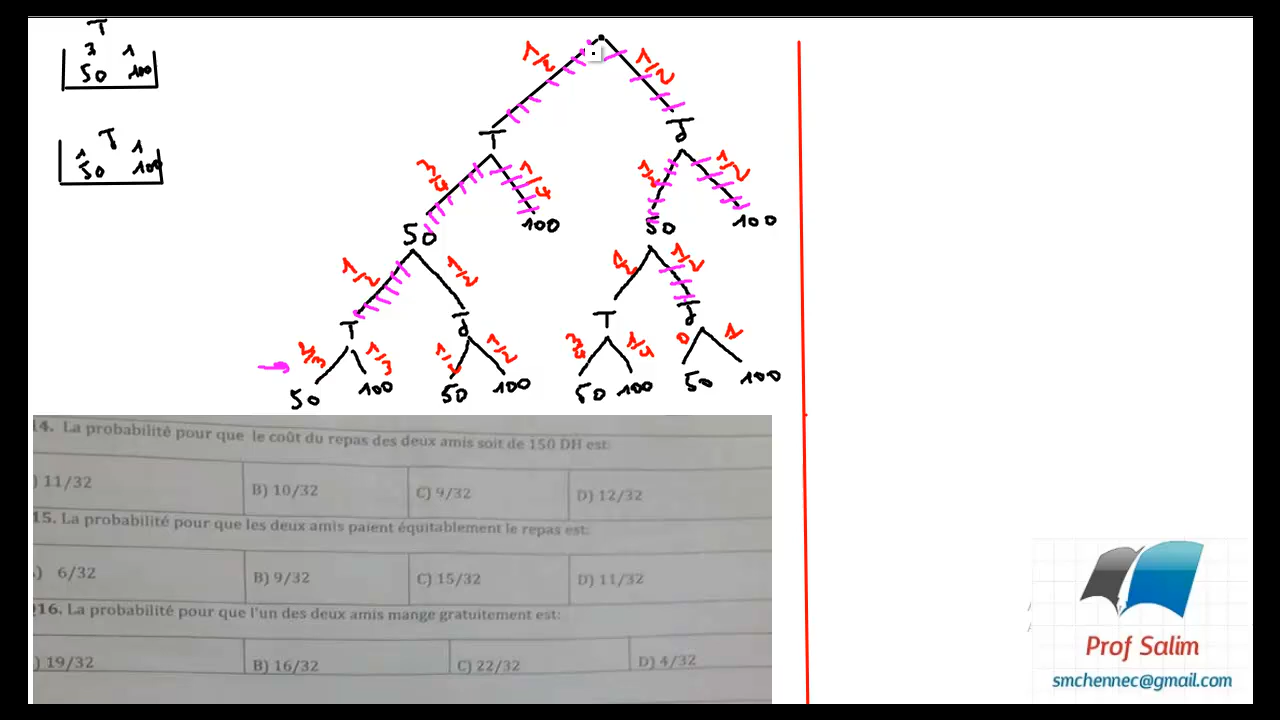 T
3 1
50 100
T
1 1
50 100
1/2 1/2
T T
3/4 1/4 1/2 1/2
50 100 50 100
1/2 1/2 1/2 1/2
T T
2/3 1/3 1/2 1/2 3/4 1/4 0 1
50 100 50 100 50 100 50 100
14. La probabilité pour que le coût du repas des deux amis soit de 150 DH est:
) 11/32 B) 10/32 C) 9/32 D) 12/32
15. La probabilité pour que les deux amis paient équitablement le repas est:
) 6/32 B) 9/32 C) 15/32 D) 11/32
16. La probabilité pour que l'un des deux amis mange gratuitement est:
) 19/32 B) 16/32 C) 22/32 D) 4/32
Prof Salim
smchennec@gmail.com